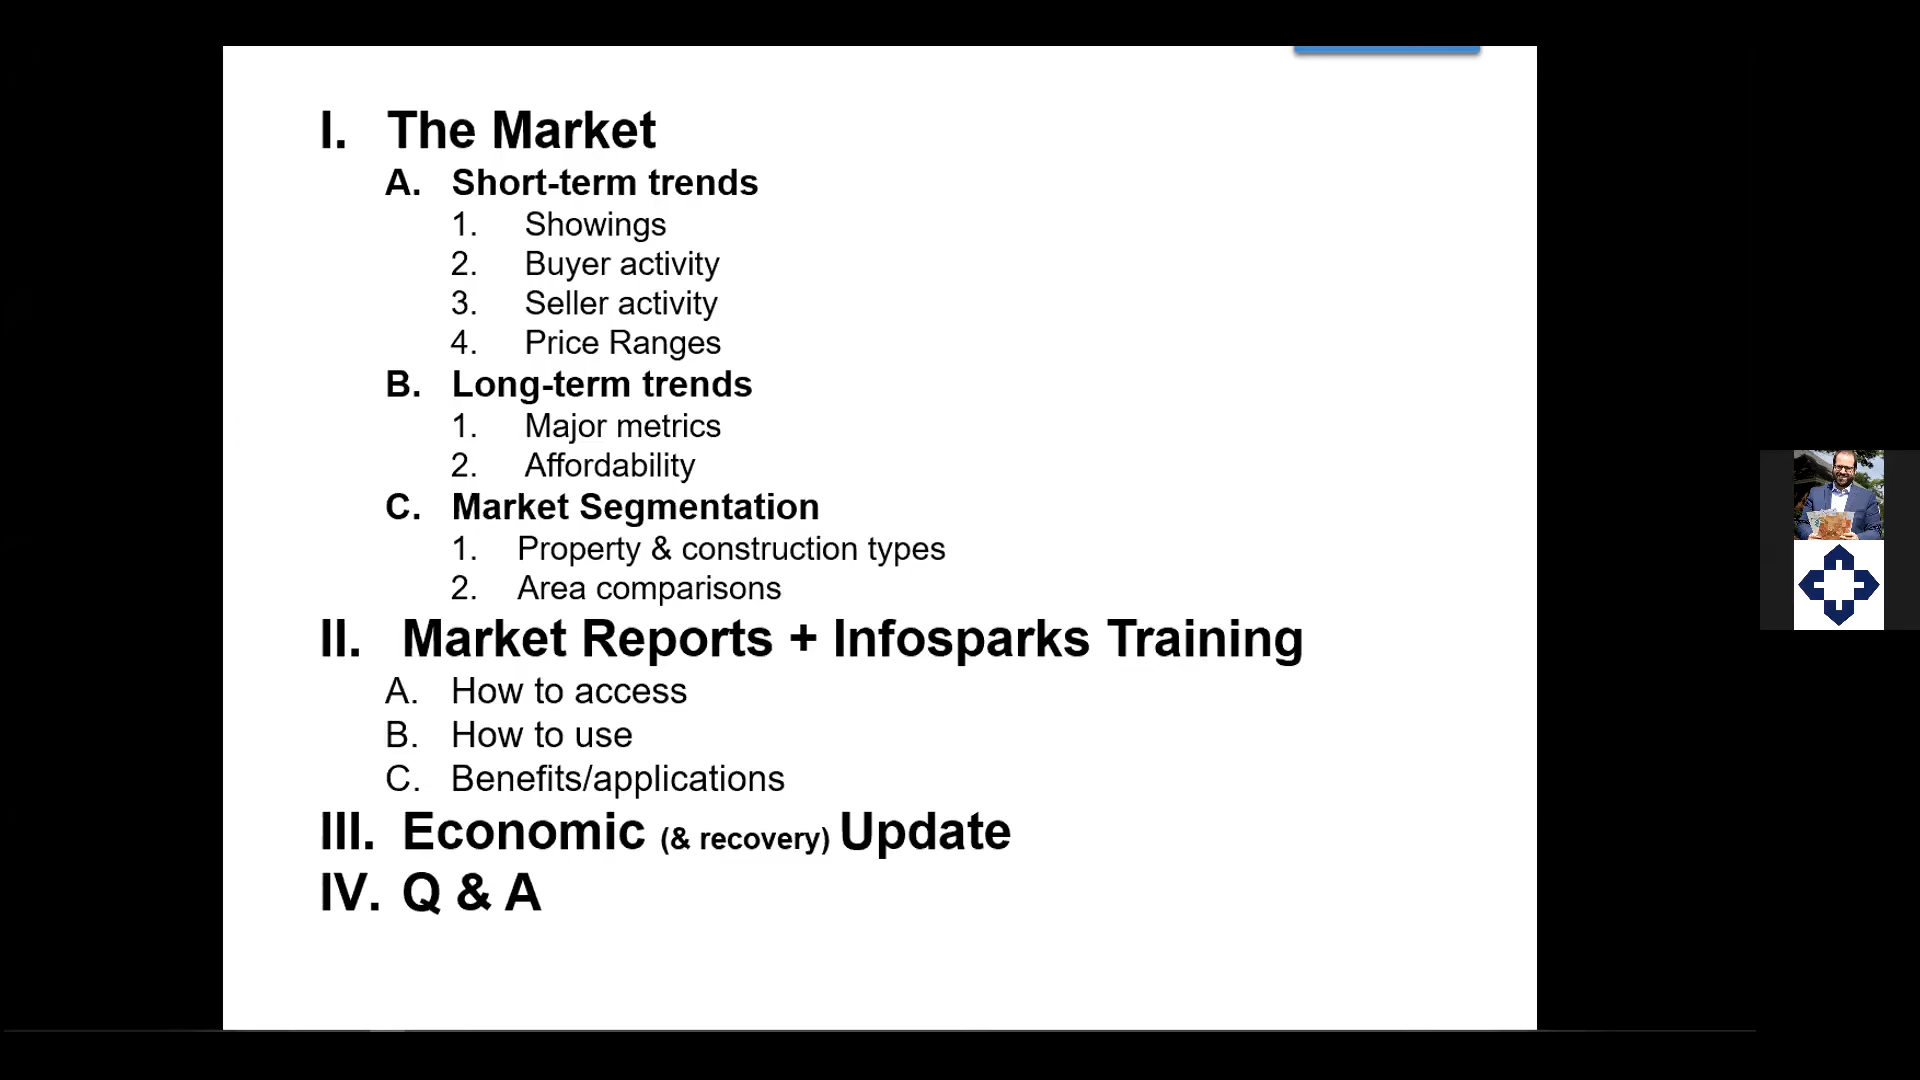 I. The Market
A. Short-term trends
1. Showings
2. Buyer activity
3. Seller activity
4. Price Ranges
B. Long-term trends
1. Major metrics
2. Affordability
C. Market Segmentation
1. Property & construction types
2. Area comparisons
II. Market Reports + Infosparks Training
A. How to access
B. How to use
C. Benefits/applications
III. Economic (& recovery) Update
IV. Q & A